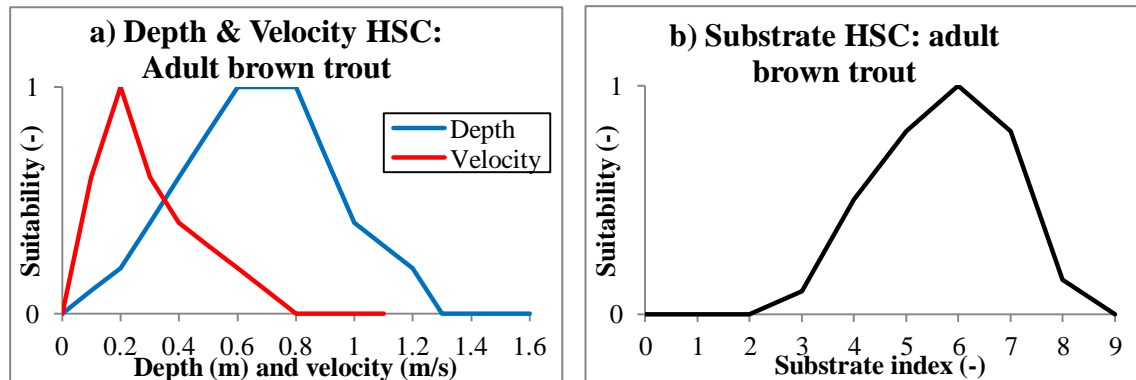 a) Depth & Velocity HSC:
Adult brown trout
Suitability (-)
1
0
Depth
Velocity
0 0.2 0.4 0.6 0.8 1 1.2 1.4 1.6
Depth (m) and velocity (m/s)
b) Substrate HSC: adult
brown trout
Suitability (-)
1
0
0 1 2 3 4 5 6 7 8 9
Substrate index (-)